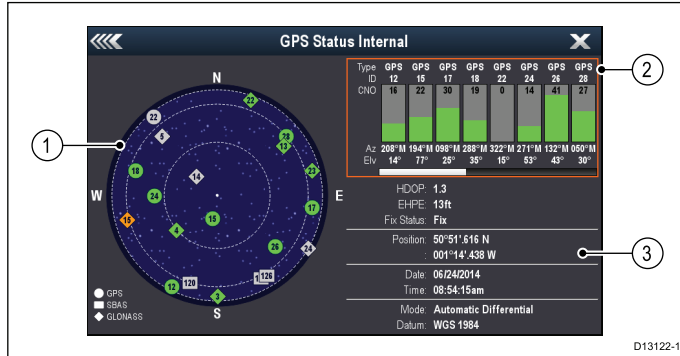 GPS Status Internal
N
W
E
S
22
5
18
24
14
15
4
16
12
120
126
3
22
28
13
23
17
24
26
GPS
SBAS
GLONASS
1
2
3
Type GPS GPS GPS GPS GPS GPS GPS GPS
ID 12 15 17 18 22 24 26 28
CNO 16 22 30 19 0 14 41 27
Az 208°M 194°M 098°M 288°M 322°M 271°M 132°M 050°M
Elv 14° 77° 25° 35° 15° 53° 43° 30°
HDOP: 1.3
EHPE: 13ft
Fix Status: Fix
Position: 50°51'.616 N
: 001°14'.438 W
Date: 06/24/2014
Time: 08:54:15am
Mode: Automatic Differential
Datum: WGS 1984
D13122-1